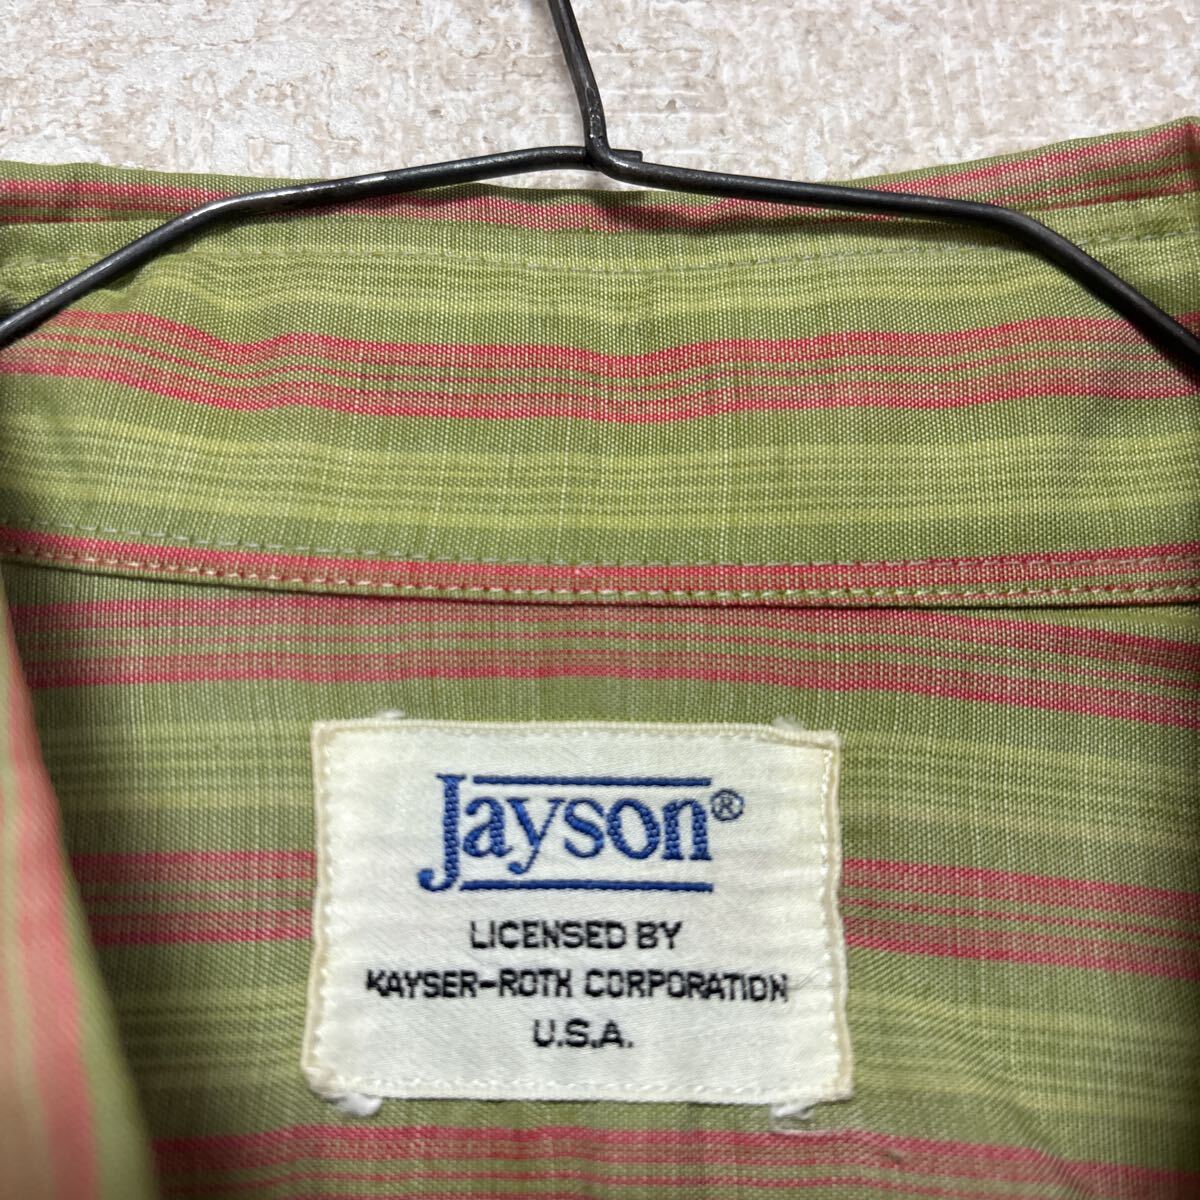 Jayson®
LICENSED BY
KAYSER-ROTH CORPORATION
U.S.A.